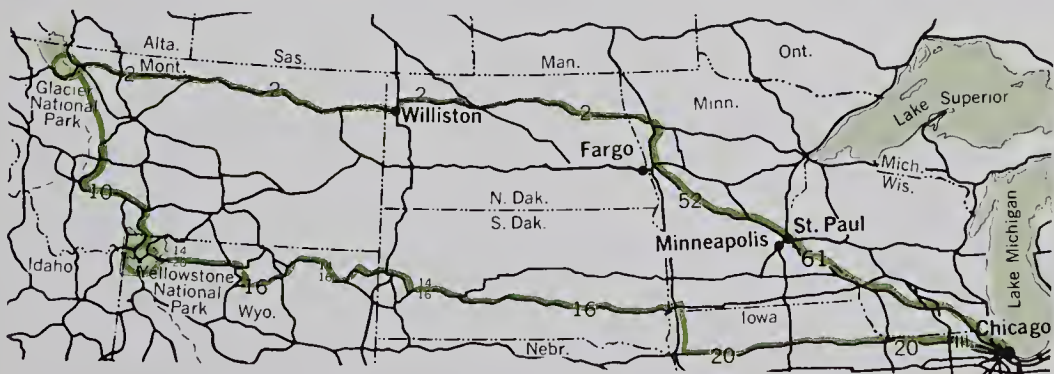 Alta.
Mont.
Sas.
Man.
Ont.
Glacier
National
Park
2
2
2
2
Williston
Minn.
Lake Superior
Fargo
Mich.
Wis.
10
N. Dak.
S. Dak.
52
Minneapolis
St. Paul
61
Lake Michigan
Idaho
14
20
Yellowstone
National
Park
16
Wyo.
16
14
16
16
Iowa
Nebr.
20
20
Ill.
Chicago